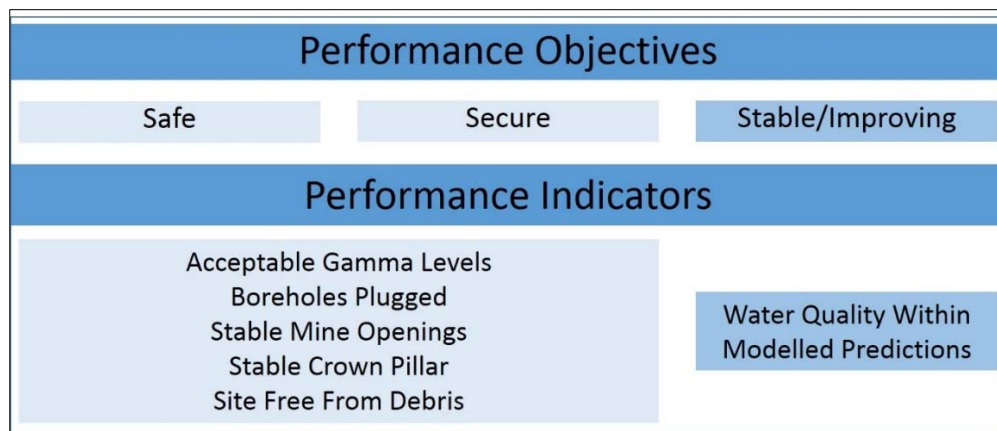 Performance Objectives
Safe
Secure
Stable/Improving
Performance Indicators
Acceptable Gamma Levels
Boreholes Plugged
Stable Mine Openings
Stable Crown Pillar
Site Free From Debris
Water Quality Within
Modelled Predictions